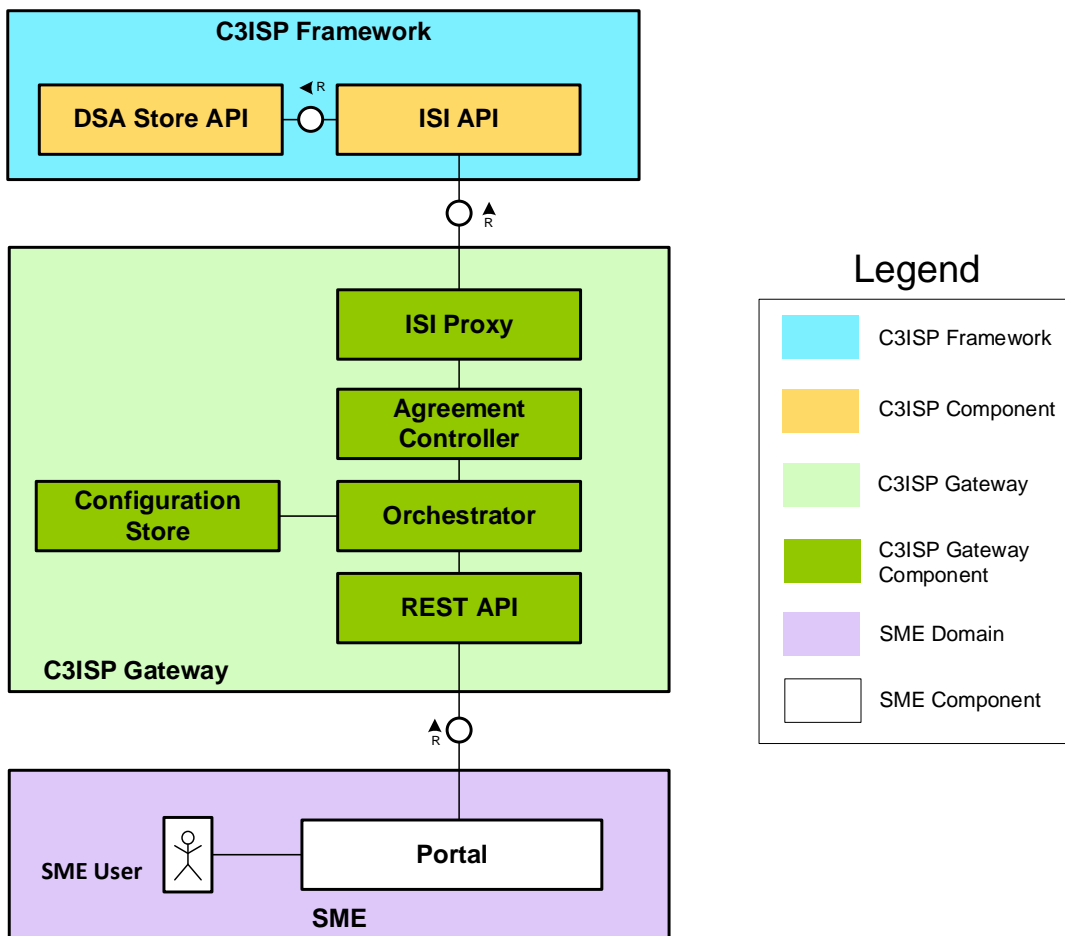 C3ISP Framework
R
DSA Store API
ISI API
R
ISI Proxy
Agreement
Controller
Configuration
Store
Orchestrator
REST API
C3ISP Gateway
R
SME User
Portal
SME
Legend
C3ISP Framework
C3ISP Component
C3ISP Gateway
C3ISP Gateway
Component
SME Domain
SME Component